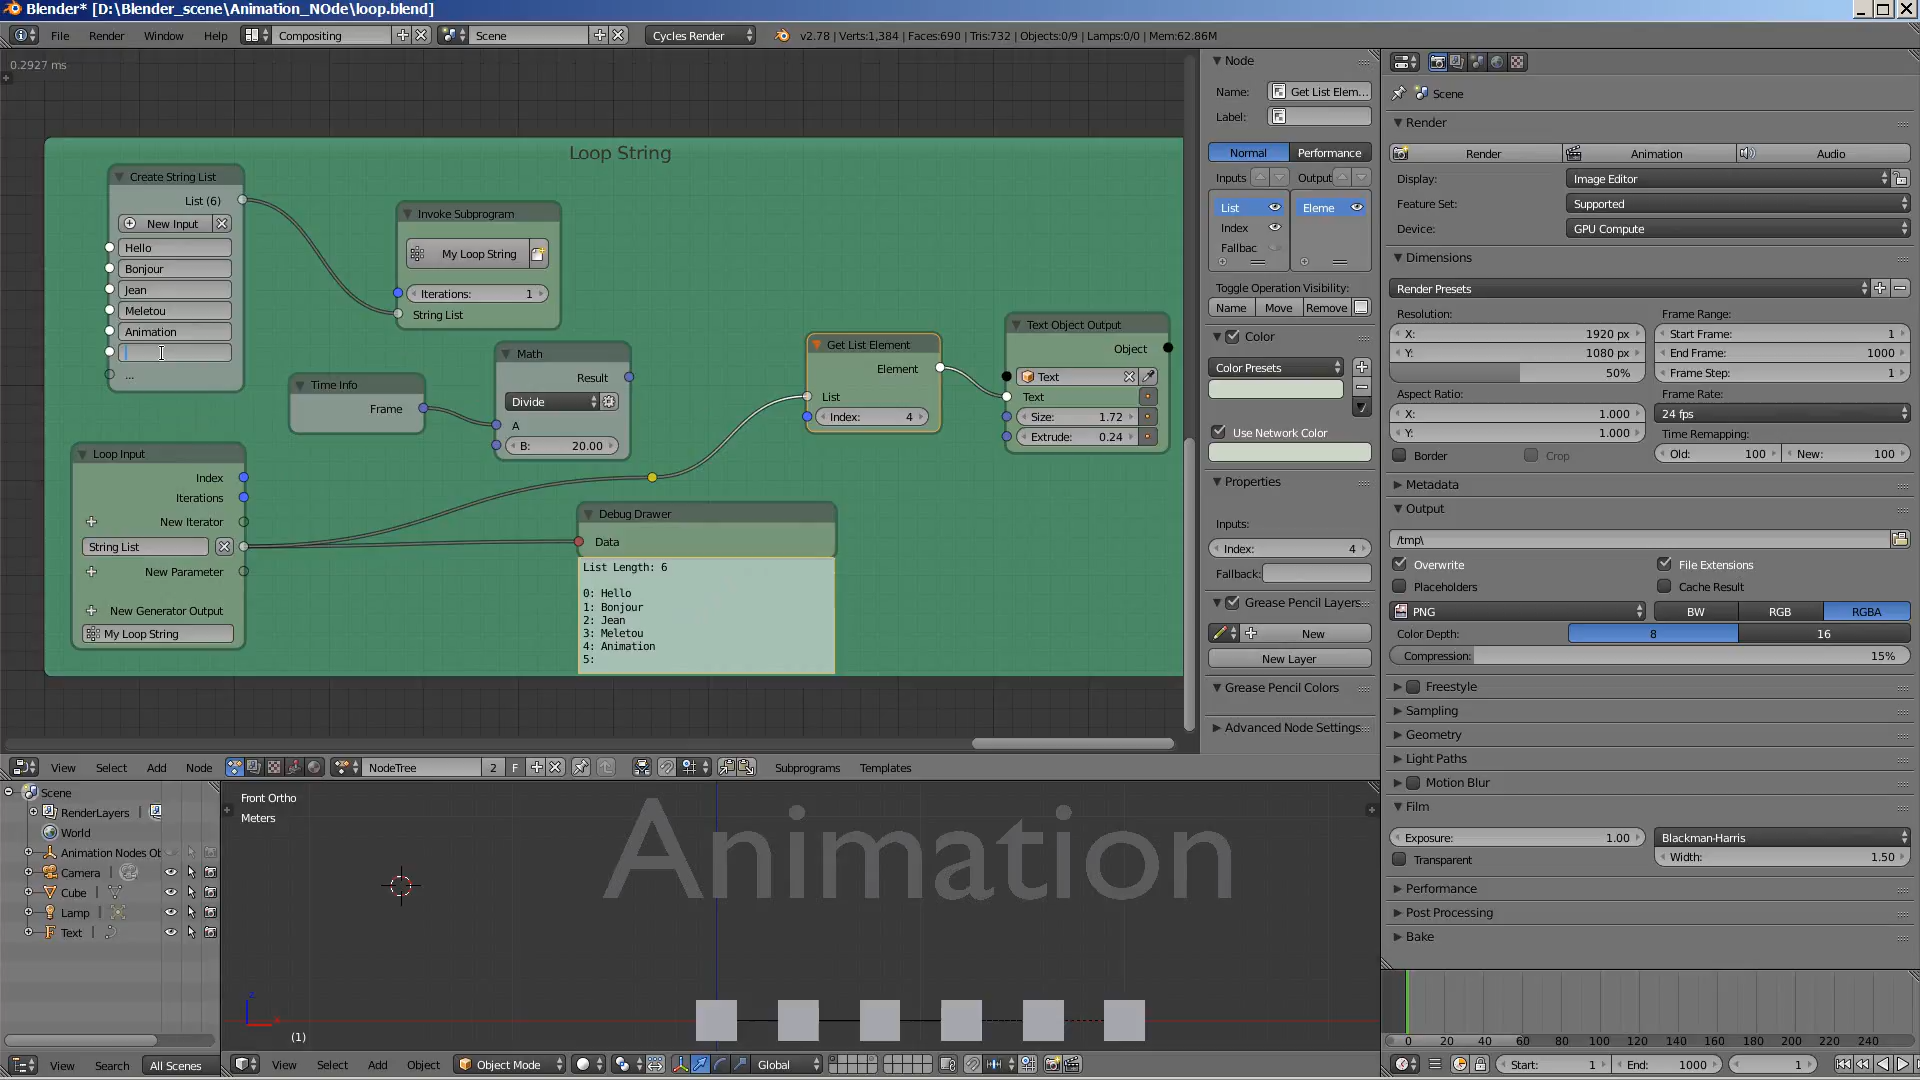 Blender* [D:\Blender_scene\Animation_NOde\loop.blend]
File Render Window Help Compositing Scene Cycles Render v2.78 | Verts:1,384 | Faces:690 | Tris:732 | Objects:0/9 | Lamps:0/0 | Mem:62.86M
0.2927 ms
Loop String
Create String List
List (6)
New Input
Hello
Bonjour
Jean
Meletou
Animation
...
Invoke Subprogram
My Loop String
Iterations: 1
String List
Time Info
Frame
Math
Result
Divide
A
B: 20.00
Get List Element
Element
List
Index: 4
Text Object Output
Object
Text
Text
Size: 1.72
Extrude: 0.24
Loop Input
Index
Iterations
New Iterator
String List
New Parameter
New Generator Output
My Loop String
Debug Drawer
Data
List Length: 6
0: Hello
1: Bonjour
2: Jean
3: Meletou
4: Animation
5:
Node
Name: Get List Elem...
Label:
Normal Performance
Inputs Output
List Eleme
Index
Fallbac
Toggle Operation Visibility:
Name Move Remove
Color
Color Presets
Use Network Color
Properties
Inputs:
Index: 4
Fallback:
Grease Pencil Layers
New
New Layer
Grease Pencil Colors
Advanced Node Settings
Scene
Render
Render Animation Audio
Display: Image Editor
Feature Set: Supported
Device: GPU Compute
Dimensions
Render Presets
Resolution: Frame Range:
X: 1920 px Start Frame: 1
Y: 1080 px End Frame: 1000
50% Frame Step: 1
Aspect Ratio: Frame Rate:
X: 1.000 24 fps
Y: 1.000 Time Remapping:
Border Crop Old: 100 New: 100
Metadata
Output
/tmp\
Overwrite File Extensions
Placeholders Cache Result
PNG BW RGB RGBA
Color Depth: 8 16
Compression: 15%
Freestyle
Sampling
Geometry
Light Paths
Motion Blur
Film
Exposure: 1.00 Blackman-Harris
Transparent Width: 1.50
Performance
Post Processing
Bake
View Select Add Node NodeTree 2 F Subprograms Templates
Scene
RenderLayers
World
Animation Nodes Ob
Camera
Cube
Lamp
Text
Front Ortho
Meters
Animation
z
x
(1)
0 20 40 60 80 100 120 140 160 180 200 220 240
View Search All Scenes View Select Add Object Object Mode Global Start: 1 End: 1000 1